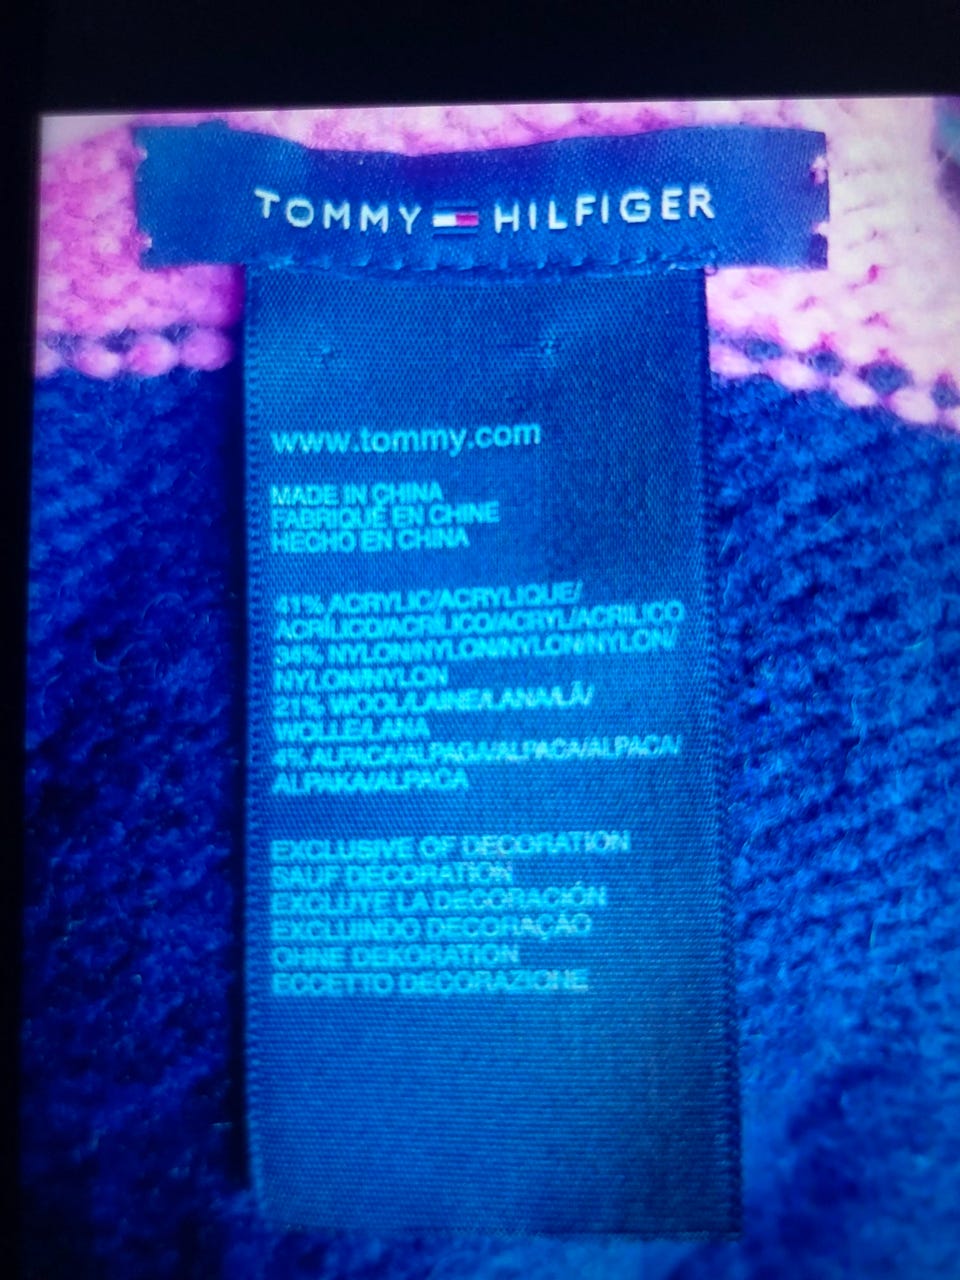 TOMMY HILFIGER
www.tommy.com
MADE IN CHINA
FABRIQUÉ EN CHINE
HECHO EN CHINA
41% ACRYLIC/ACRYLIQUE/
ACRÍLICO/ACRÍLICO/ACRYL/ACRILICO
34% NYLON/NYLON/NYLON/NYLON/
NYLON/NYLON
21% WOOL/LAINE/LANA/LÃ/
WOLLE/LANA
4% ALPACA/ALPAGA/ALPACA/ALPACA/
ALPAKA/ALPACA
EXCLUSIVE OF DECORATION
SAUF DECORATION
EXCLUYE LA DECORACIÓN
EXCLUINDO DECORAÇÃO
OHNE DEKORATION
ECCETTO DECORAZIONE